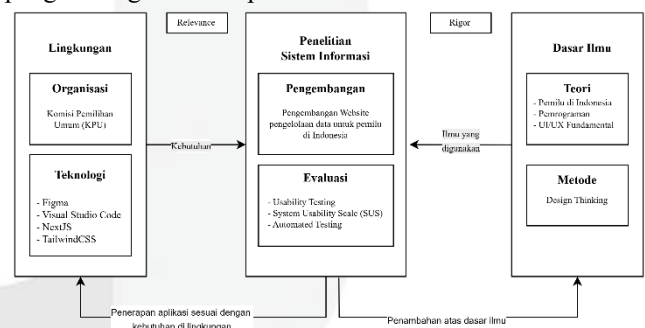 Relevance
Rigor
Lingkungan
Organisasi
Komisi Pemilihan
Umum (KPU)
Teknologi
- Figma
- Visual Studio Code
- NextJS
- TailwindCSS
Kebutuhan
Penelitian
Sistem Informasi
Pengembangan
Pengembangan Website
pengelolaan data untuk pemilu
di Indonesia
Evaluasi
- Usability Testing
- System Usability Scale (SUS)
- Automated Testing
Ilmu yang
digunakan
Dasar Ilmu
Teori
- Pemilu di Indonesia
- Pemrograman
- UI/UX Fundamental
Metode
Design Thinking
Penerapan aplikasi sesuai dengan
kebutuhan di lingkungan
Penambahan atas dasar ilmu